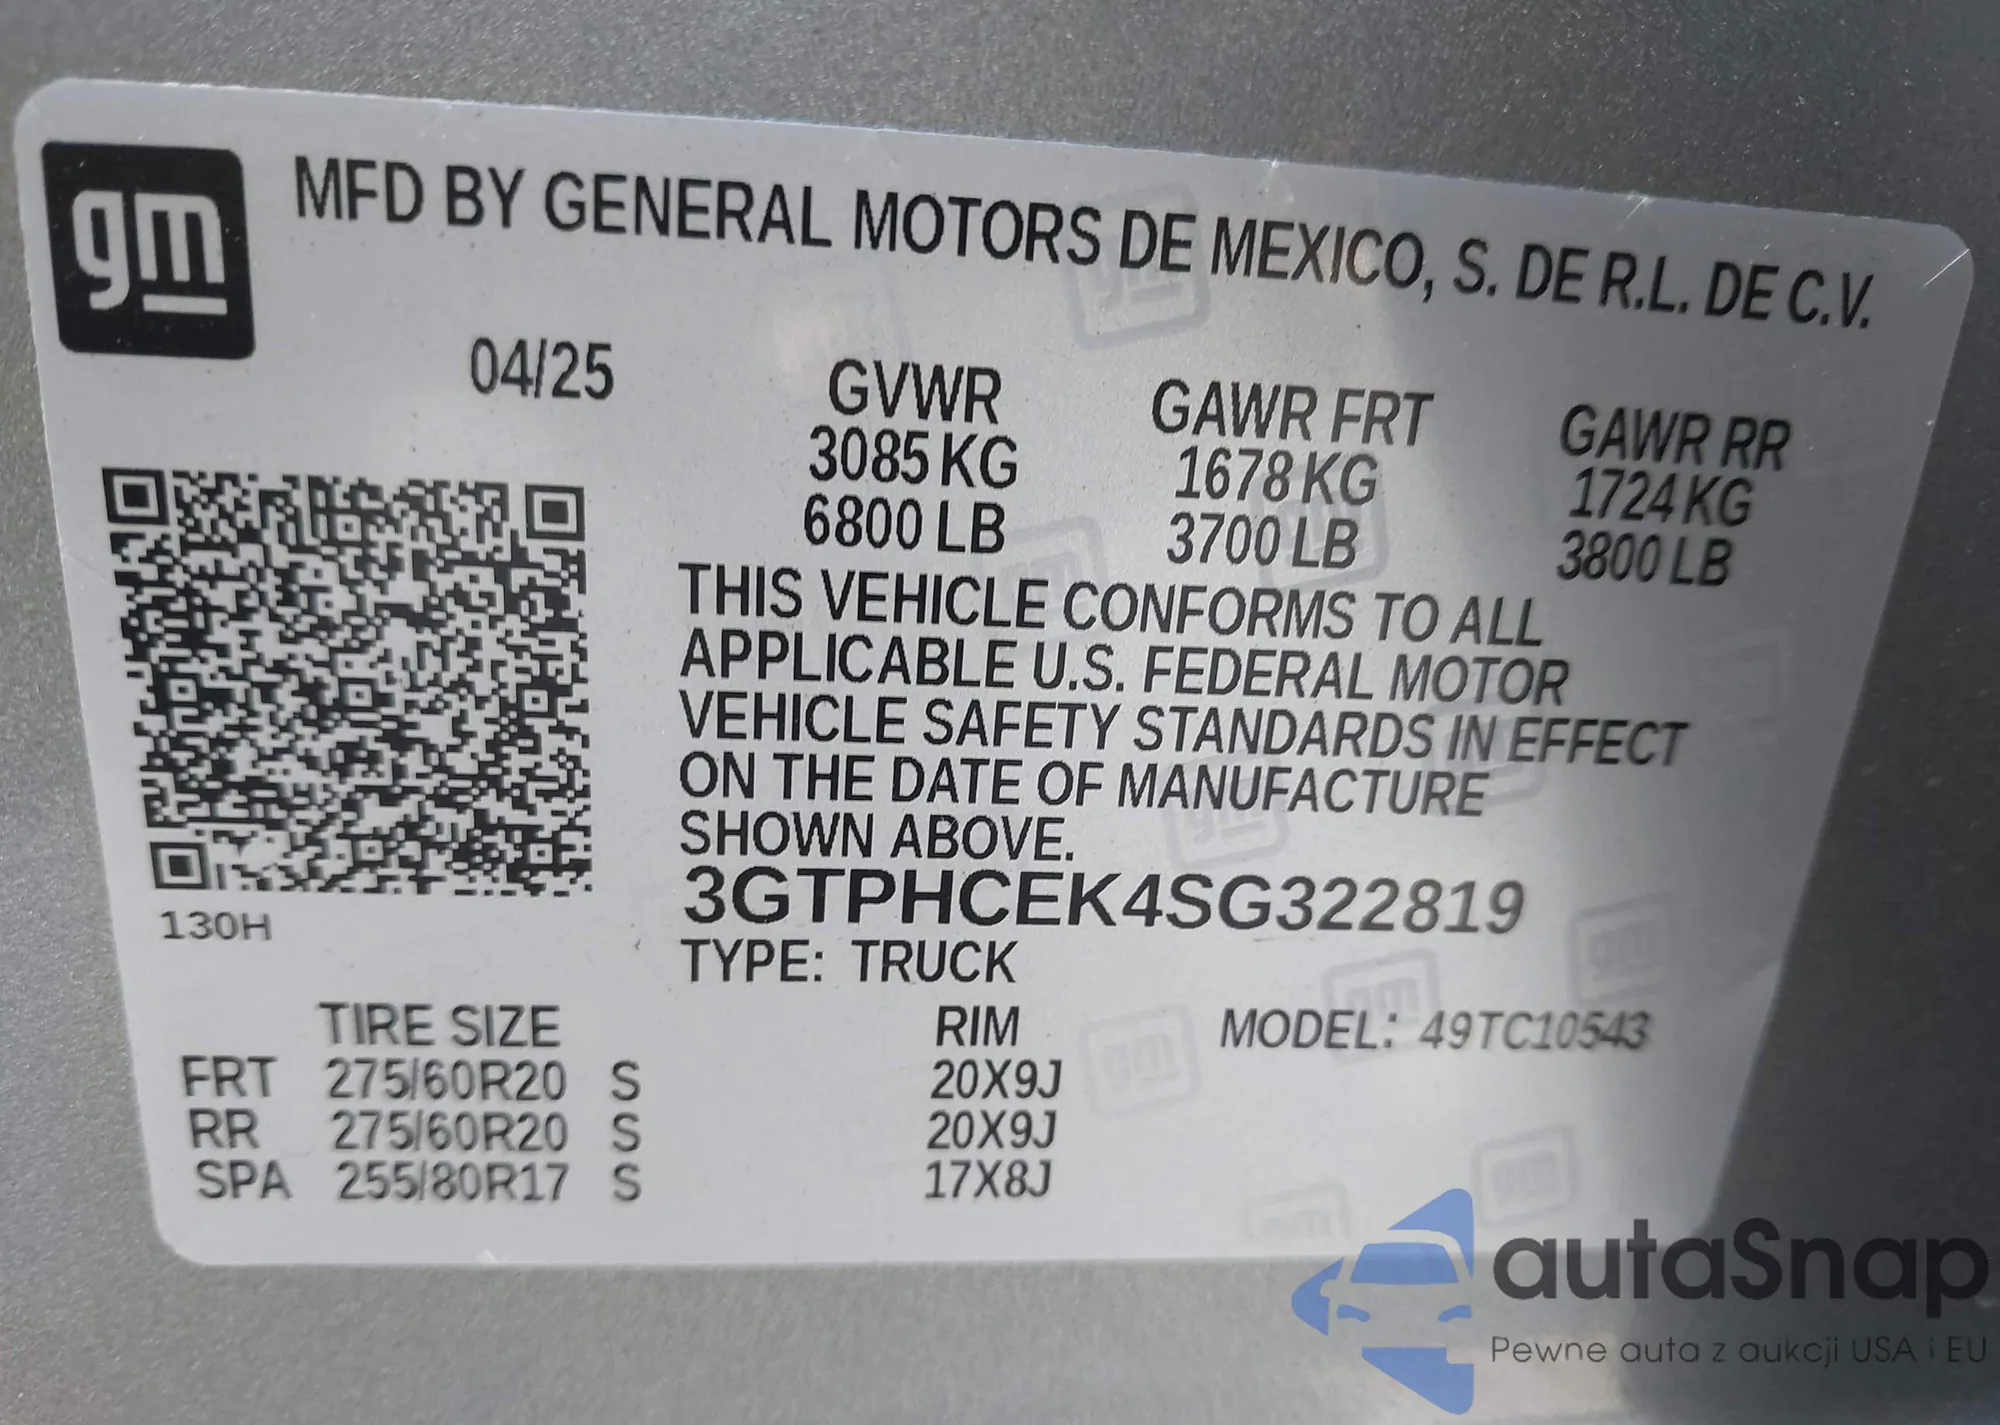 gm
MFD BY GENERAL MOTORS DE MEXICO, S. DE R.L. DE C.V.
04/25
GVWR GAWR FRT GAWR RR
3085 KG 1678 KG 1724 KG
6800 LB 3700 LB 3800 LB
THIS VEHICLE CONFORMS TO ALL
APPLICABLE U.S. FEDERAL MOTOR
VEHICLE SAFETY STANDARDS IN EFFECT
ON THE DATE OF MANUFACTURE
SHOWN ABOVE.
3GTPHCEK4SG322819
130H
TYPE: TRUCK
TIRE SIZE RIM MODEL: 49TC10543
FRT 275/60R20 S 20X9J
RR 275/60R20 S 20X9J
SPA 255/80R17 S 17X8J
autaSnap
Pewne auta z aukcji USA i EU